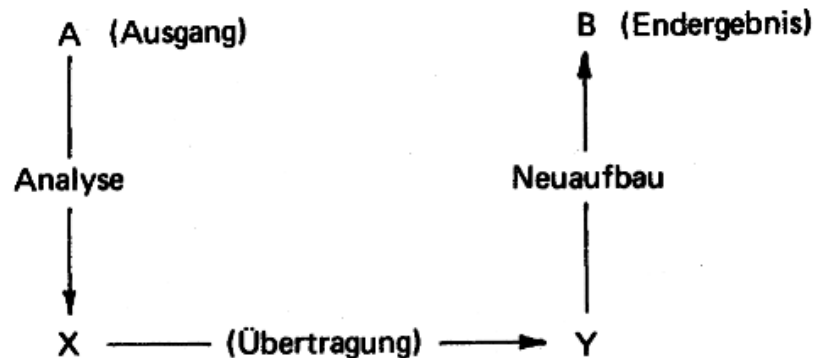 A (Ausgang)
B (Endergebnis)
Analyse
Neuaufbau
X
(Übertragung)
Y